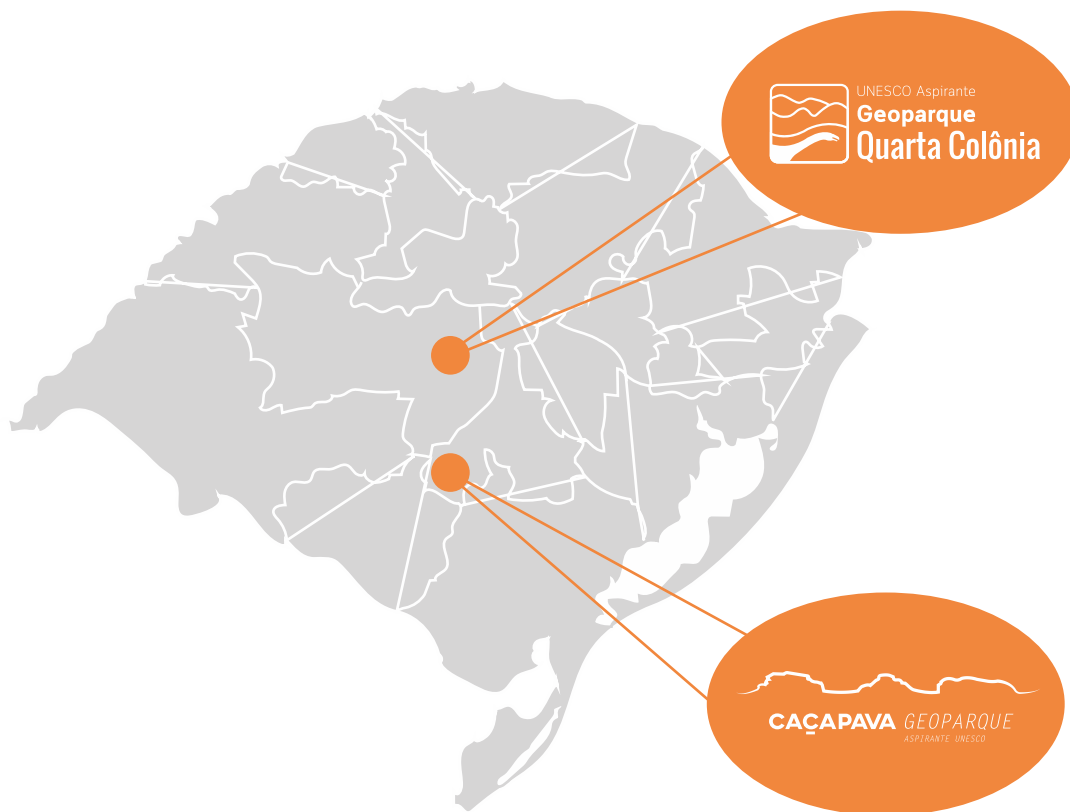 UNESCO Aspirante
Geoparque
Quarta Colônia
CAÇAPAVA GEOPARQUE
ASPIRANTE UNESCO